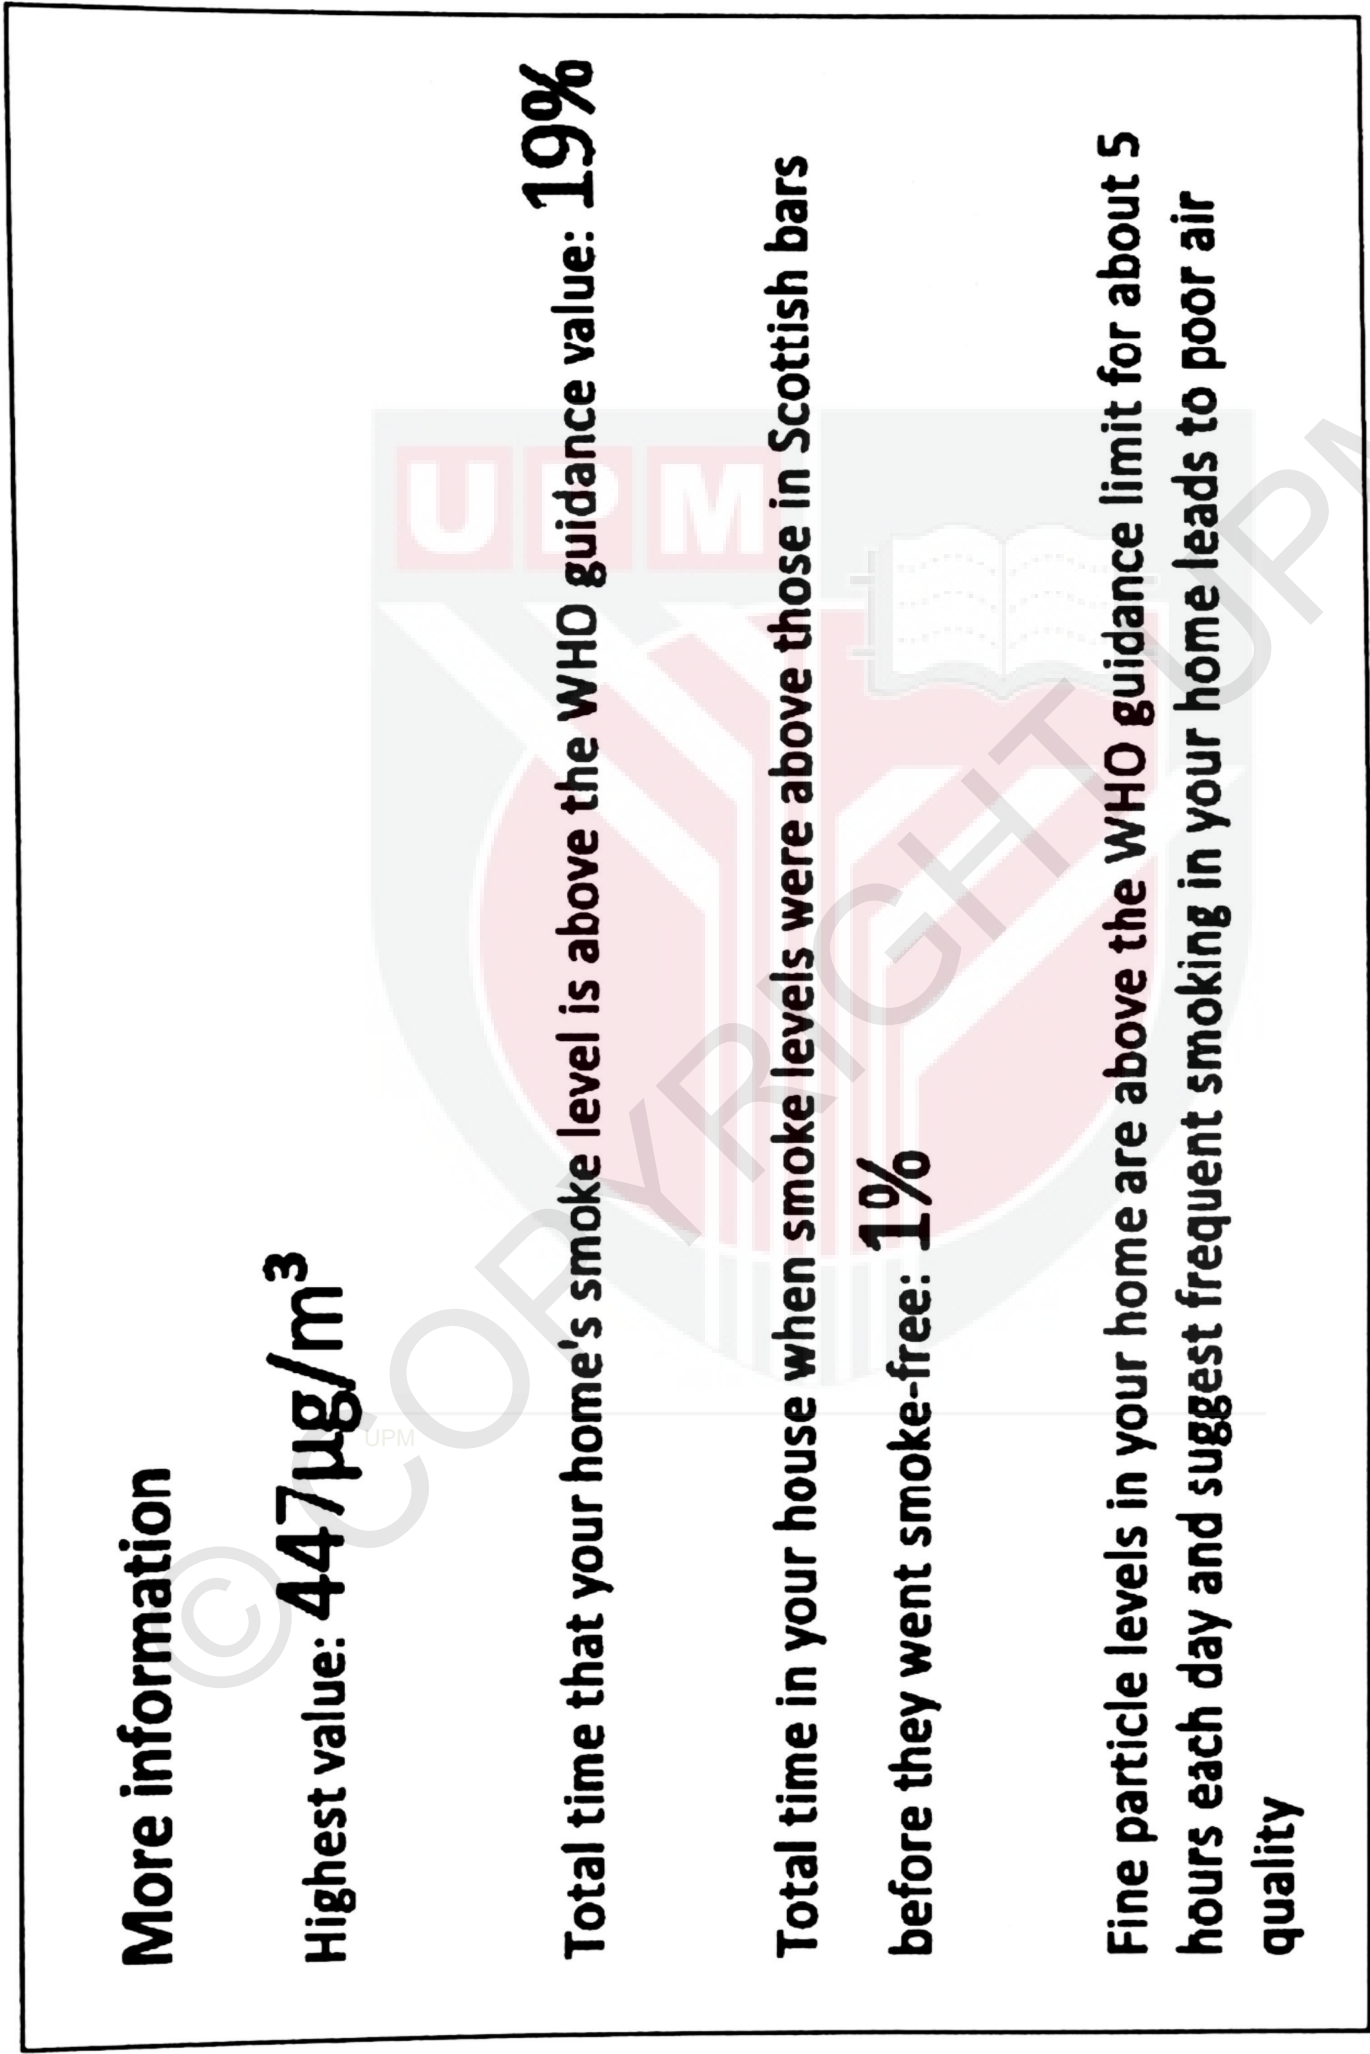 More information
Highest value: 447µg/m³
Total time that your home's smoke level is above the WHO guidance value: 19%
Total time in your house when smoke levels were above those in Scottish bars
before they went smoke-free: 1%
Fine particle levels in your home are above the WHO guidance limit for about 5
hours each day and suggest frequent smoking in your home leads to poor air
quality
UPM
© COPYRIGHT UPM
UPM